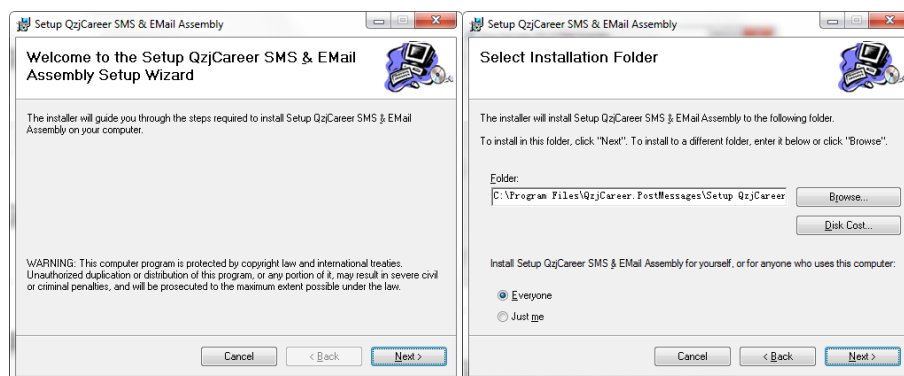 Setup QzjCareer SMS & EMail Assembly
Welcome to the Setup QzjCareer SMS & EMail
Assembly Setup Wizard
The installer will guide you through the steps required to install Setup QzjCareer SMS & EMail
Assembly on your computer.
WARNING: This computer program is protected by copyright law and international treaties.
Unauthorized duplication or distribution of this program, or any portion of it, may result in severe civil
or criminal penalties, and will be prosecuted to the maximum extent possible under the law.
Cancel
< Back
Next >
Setup QzjCareer SMS & EMail Assembly
Select Installation Folder
The installer will install Setup QzjCareer SMS & EMail Assembly to the following folder.
To install in this folder, click "Next". To install to a different folder, enter it below or click "Browse".
Folder:
C:\Program Files\QzjCareer.PostMessages\Setup QzjCareer
Browse...
Disk Cost...
Install Setup QzjCareer SMS & EMail Assembly for yourself, or for anyone who uses this computer:
Everyone
Just me
Cancel
< Back
Next >